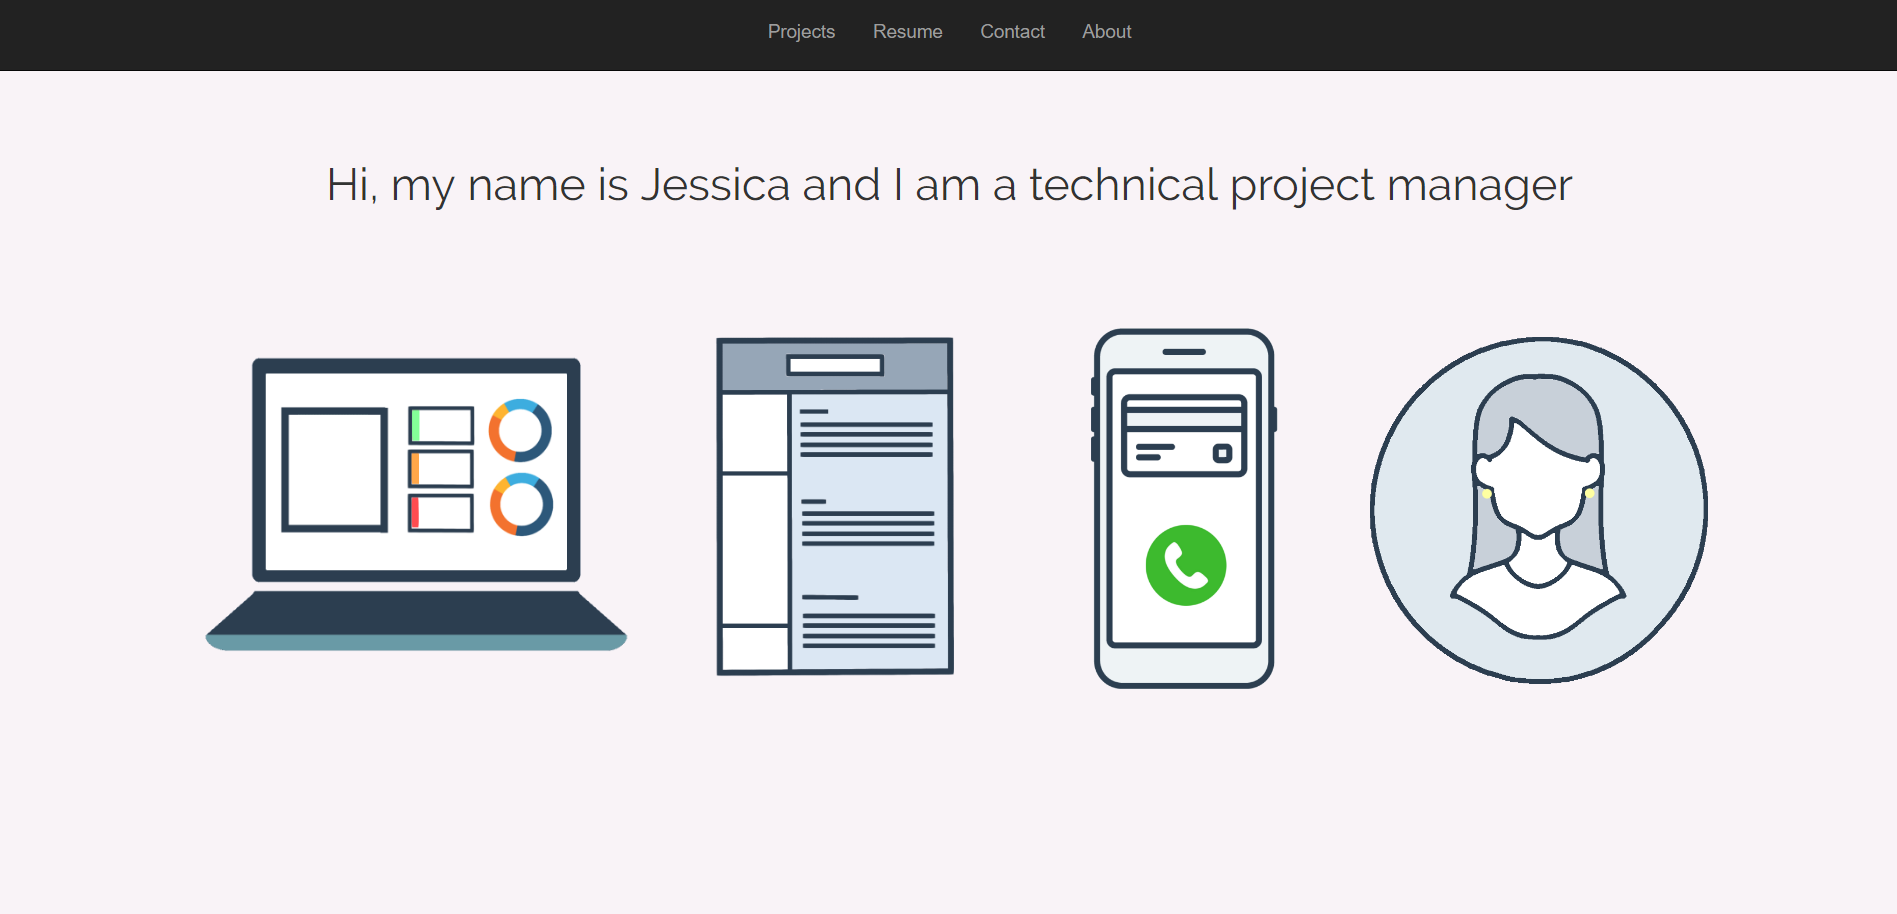 Projects Resume Contact About
Hi, my name is Jessica and I am a technical project manager